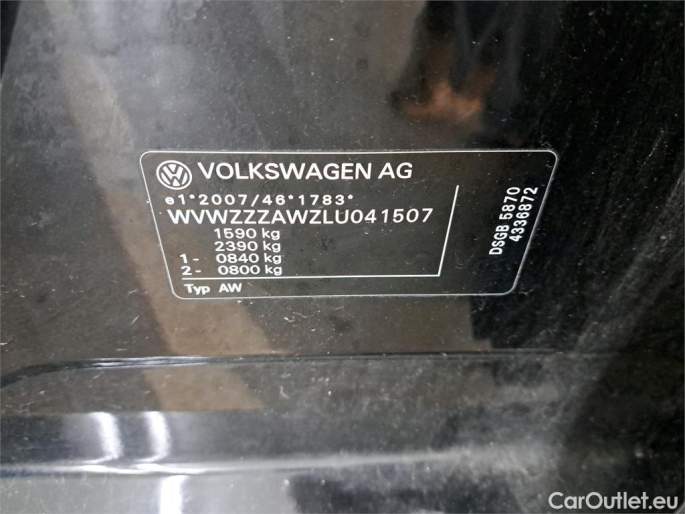 VOLKSWAGEN AG
e1*2007/46*1783*
WVWZZZAWZLU041507
1590 kg
2390 kg
1- 0840 kg
2- 0800 kg
Typ AW
DSGB 5870
4336872
CarOutlet.eu